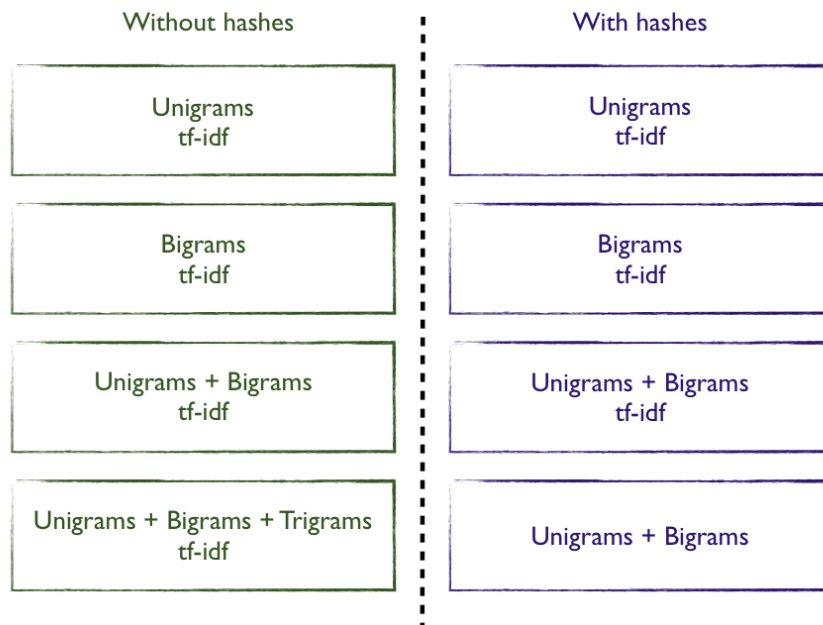 Without hashes
Unigrams
tf-idf
Bigrams
tf-idf
Unigrams + Bigrams
tf-idf
Unigrams + Bigrams + Trigrams
tf-idf
With hashes
Unigrams
tf-idf
Bigrams
tf-idf
Unigrams + Bigrams
tf-idf
Unigrams + Bigrams